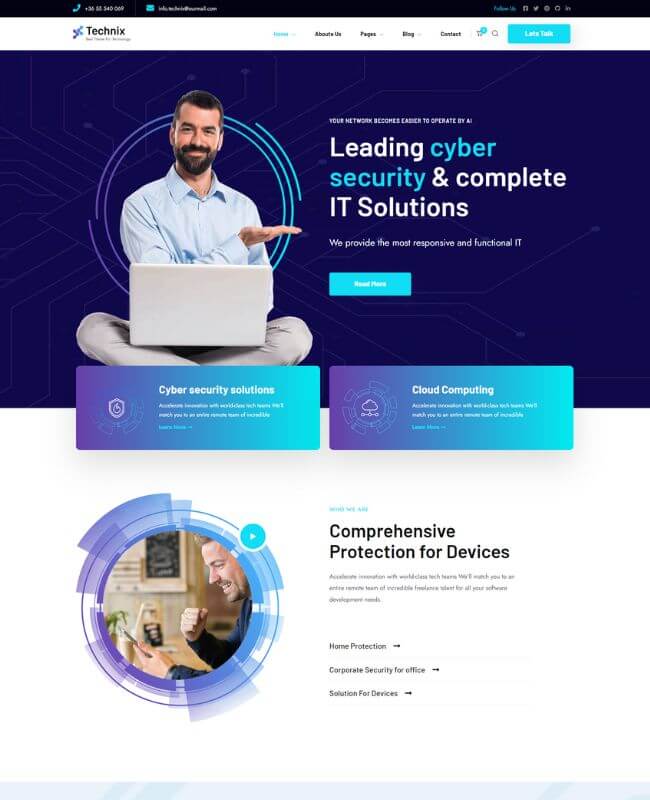 +36 55 540 069
info.technix@ourmail.com
Follow Us
Technix
Home
Aboute Us
Pages
Blog
Contact
Lets Talk
YOUR NETWORK BECOMES EASIER TO OPERATE BY AI
Leading cyber
security & complete
IT Solutions
We provide the most responsive and functional IT
Read More
Cyber security solutions
Accelerate innovation with world-class tech teams We'll
match you to an entire remote team of incredible
Learn More
Cloud Computing
Accelerate innovation with world-class tech teams We'll
match you to an entire remote team of incredible
Learn More
WHO WE ARE
Comprehensive
Protection for Devices
Accelerate innovation with world-class tech teams We'll match you to an
entire remote team of incredible freelance talent for all your software
development needs.
Home Protection
Corporate Security for office
Solution For Devices